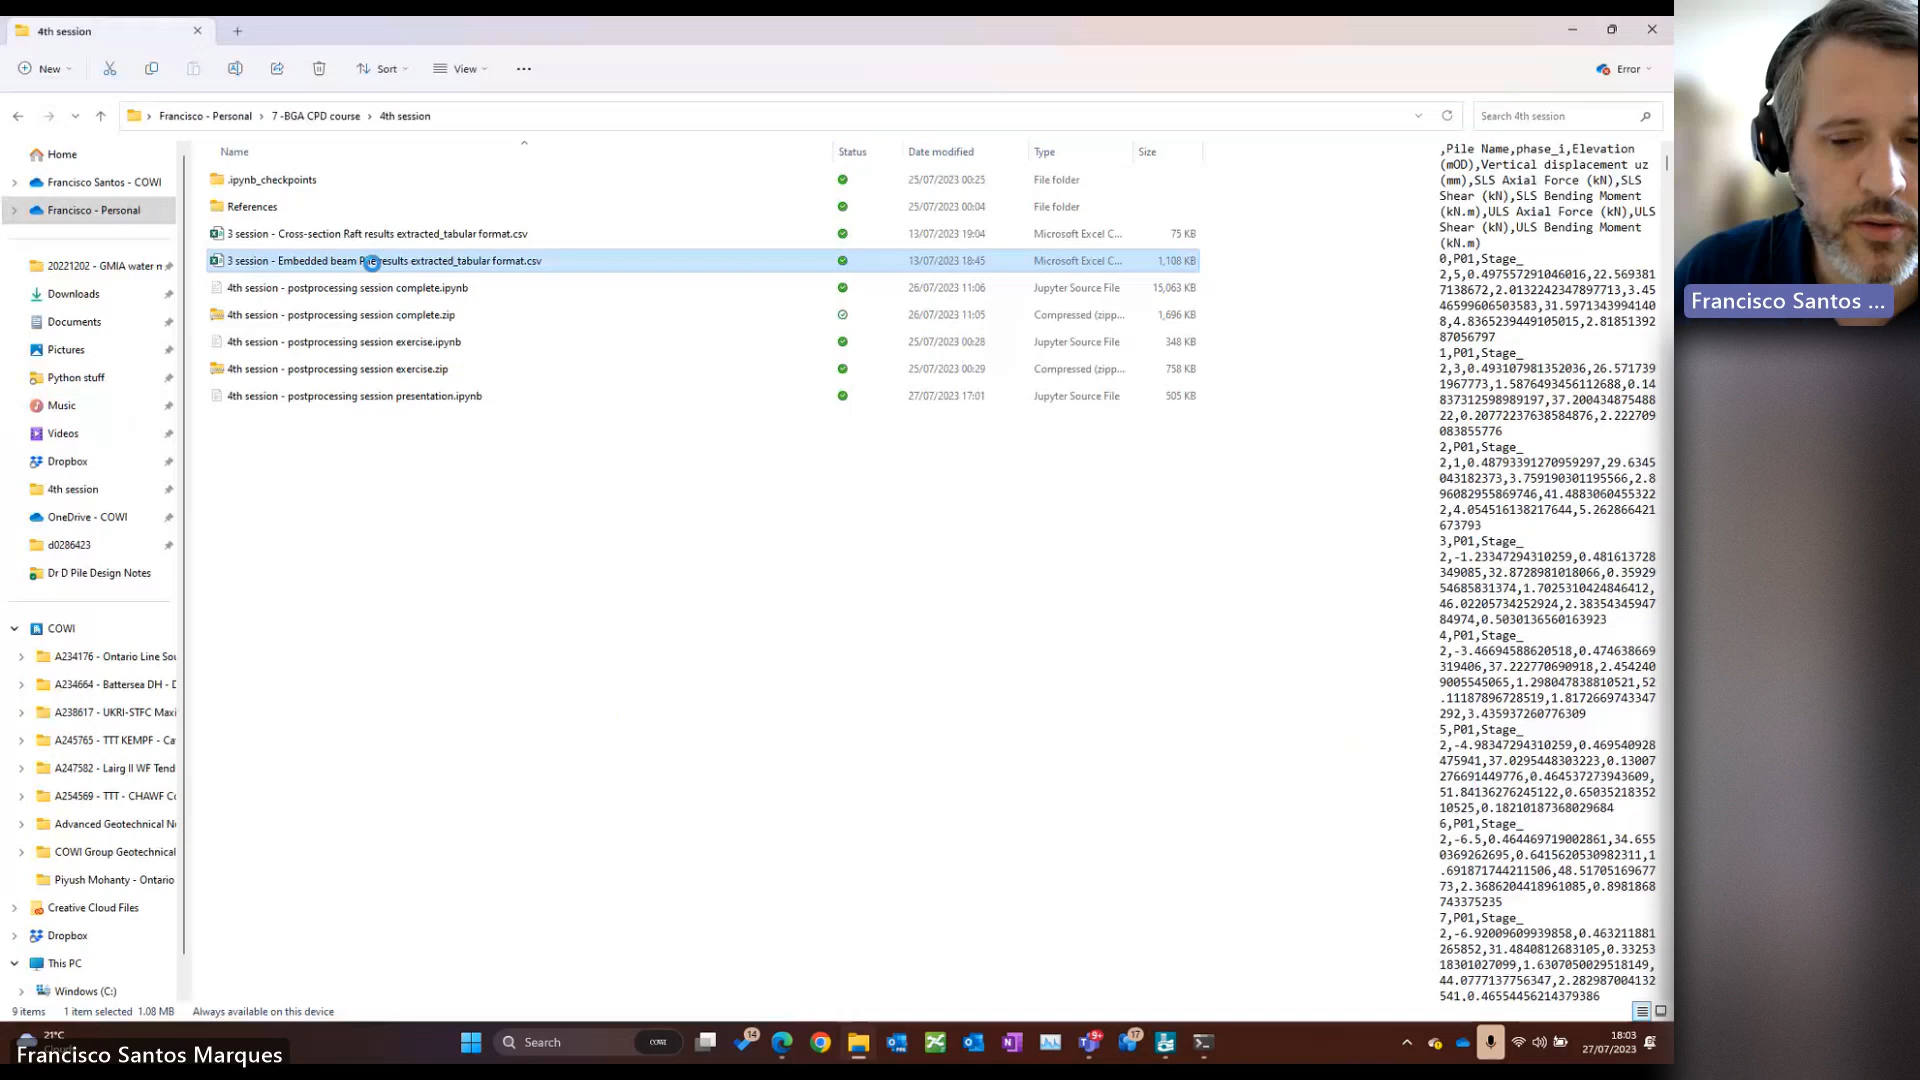 4th session
New
Sort
View
Error
Francisco - Personal
7 -BGA CPD course
4th session
Search 4th session
Name
Status
Date modified
Type
Size
.ipynb_checkpoints
25/07/2023 00:25
File folder
References
25/07/2023 00:04
File folder
3 session - Cross-section Raft results extracted_tabular format.csv
13/07/2023 19:04
Microsoft Excel C...
75 KB
3 session - Embedded beam Pile results extracted_tabular format.csv
13/07/2023 18:45
Microsoft Excel C...
1,108 KB
4th session - postprocessing session complete.ipynb
26/07/2023 11:06
Jupyter Source File
15,063 KB
4th session - postprocessing session complete.zip
26/07/2023 11:05
Compressed (zipp...
1,696 KB
4th session - postprocessing session exercise.ipynb
25/07/2023 00:28
Jupyter Source File
348 KB
4th session - postprocessing session exercise.zip
25/07/2023 00:29
Compressed (zipp...
758 KB
4th session - postprocessing session presentation.ipynb
27/07/2023 17:01
Jupyter Source File
505 KB
Home
Francisco Santos - COWI
Francisco - Personal
20221202 - GMIA water n
Downloads
Documents
Pictures
Python stuff
Music
Videos
Dropbox
4th session
OneDrive - COWI
d0286423
Dr D Pile Design Notes
COWI
A234176 - Ontario Line Sou
A234664 - Battersea DH - D
A238617 - UKRI-STFC Maxi
A245765 - TTT KEMPF - Ca
A247582 - Lairg II WF Tend
A254569 - TTT - CHAWF Co
Advanced Geotechnical Nu
COWI Group Geotechnical
Piyush Mohanty - Ontario
Creative Cloud Files
Dropbox
This PC
Windows (C:)
9 items
1 item selected 1.08 MB
Always available on this device
,Pile Name,phase_i,Elevation
(mOD),Vertical displacement uz
(mm),SLS Axial Force (kN),SLS
Shear (kN),SLS Bending Moment
(kN.m),ULS Axial Force (kN),ULS
Shear (kN),ULS Bending Moment
(kN.m)
0,P01,Stage_
2,5,0.497557291046016,22.569381
7138672,2.0132242347897713,3.45
46599606503583,31.5971343994140
8,4.8365239449105015,2.81851392
87056797
1,P01,Stage_
2,3,0.493107981352036,26.571739
1967773,1.5876493456112688,0.14
837312598989197,37.200434875488
22,0.20772237638584876,2.222709
083855776
2,P01,Stage_
2,1,0.48793391270959297,29.6345
043182373,3.759190301195566,2.8
96082955869746,41.4883060455322
2,4.054516138217644,5.262866421
673793
3,P01,Stage_
2,-1.23347294310259,0.481613728
349085,32.8728981018066,0.35929
54685831374,1.7025310424846412,
46.02205734252924,2.38354345947
84974,0.5030136560163923
4,P01,Stage_
2,-3.46694588620518,0.474638669
319406,37.222770690918,2.454240
9005545065,1.298047838810521,52
.11187896728519,1.8172669743347
292,3.435937260776309
5,P01,Stage_
2,-4.98347294310259,0.469540928
475941,37.0295448303223,0.13007
276691449776,0.464537273943609,
51.84136276245122,0.65035218352
10525,0.18210187368029684
6,P01,Stage_
2,-6.5,0.464469719002861,34.655
0369262695,0.6415620530982311,1
.691871744211506,48.51705169677
73,2.3686204418961085,0.8981868
743375235
7,P01,Stage_
2,-6.92009609939858,0.463211881
265852,31.4840812683105,0.33253
18301027099,1.6307050029518149,
44.0777137756347,2.282987004132
541,0.46554456214379386
Francisco Santos ...
21°C
Search
COWI
14
9+
17
18:03
27/07/2023
Francisco Santos Marques